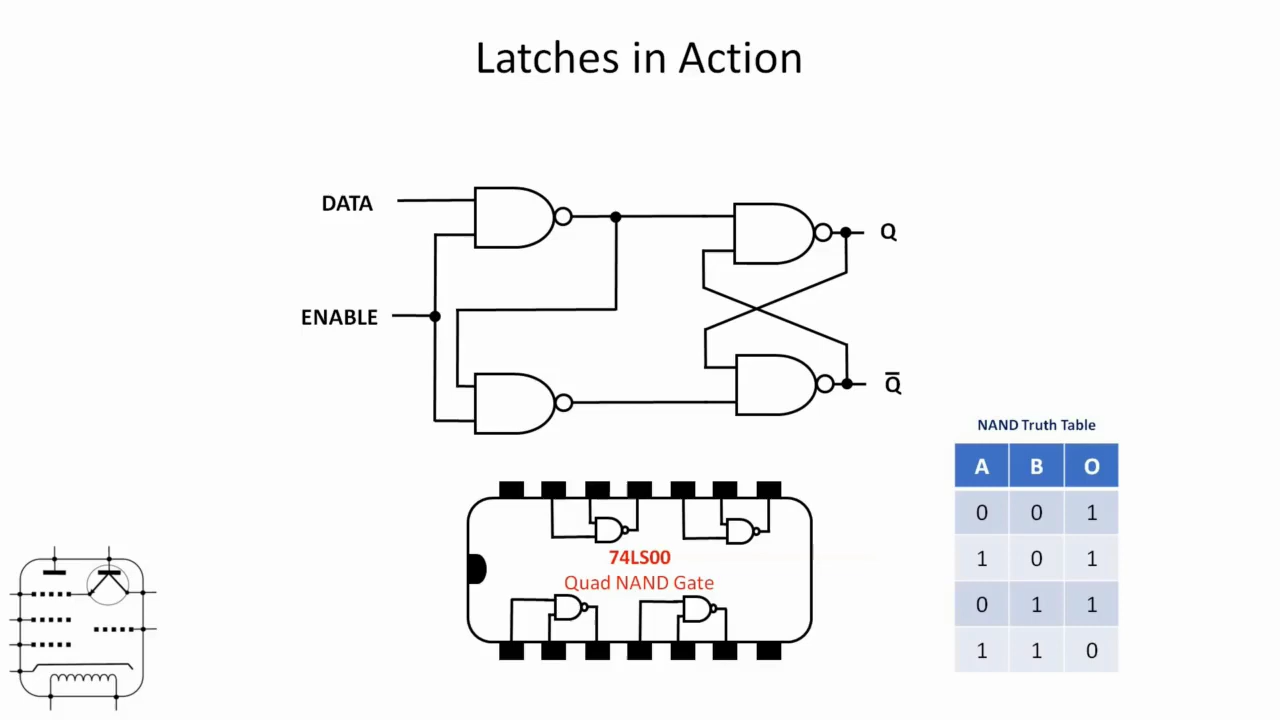 Latches in Action
DATA
Q
ENABLE
Q̅
NAND Truth Table
A B O
0 0 1
1 0 1
0 1 1
1 1 0
74LS00
Quad NAND Gate